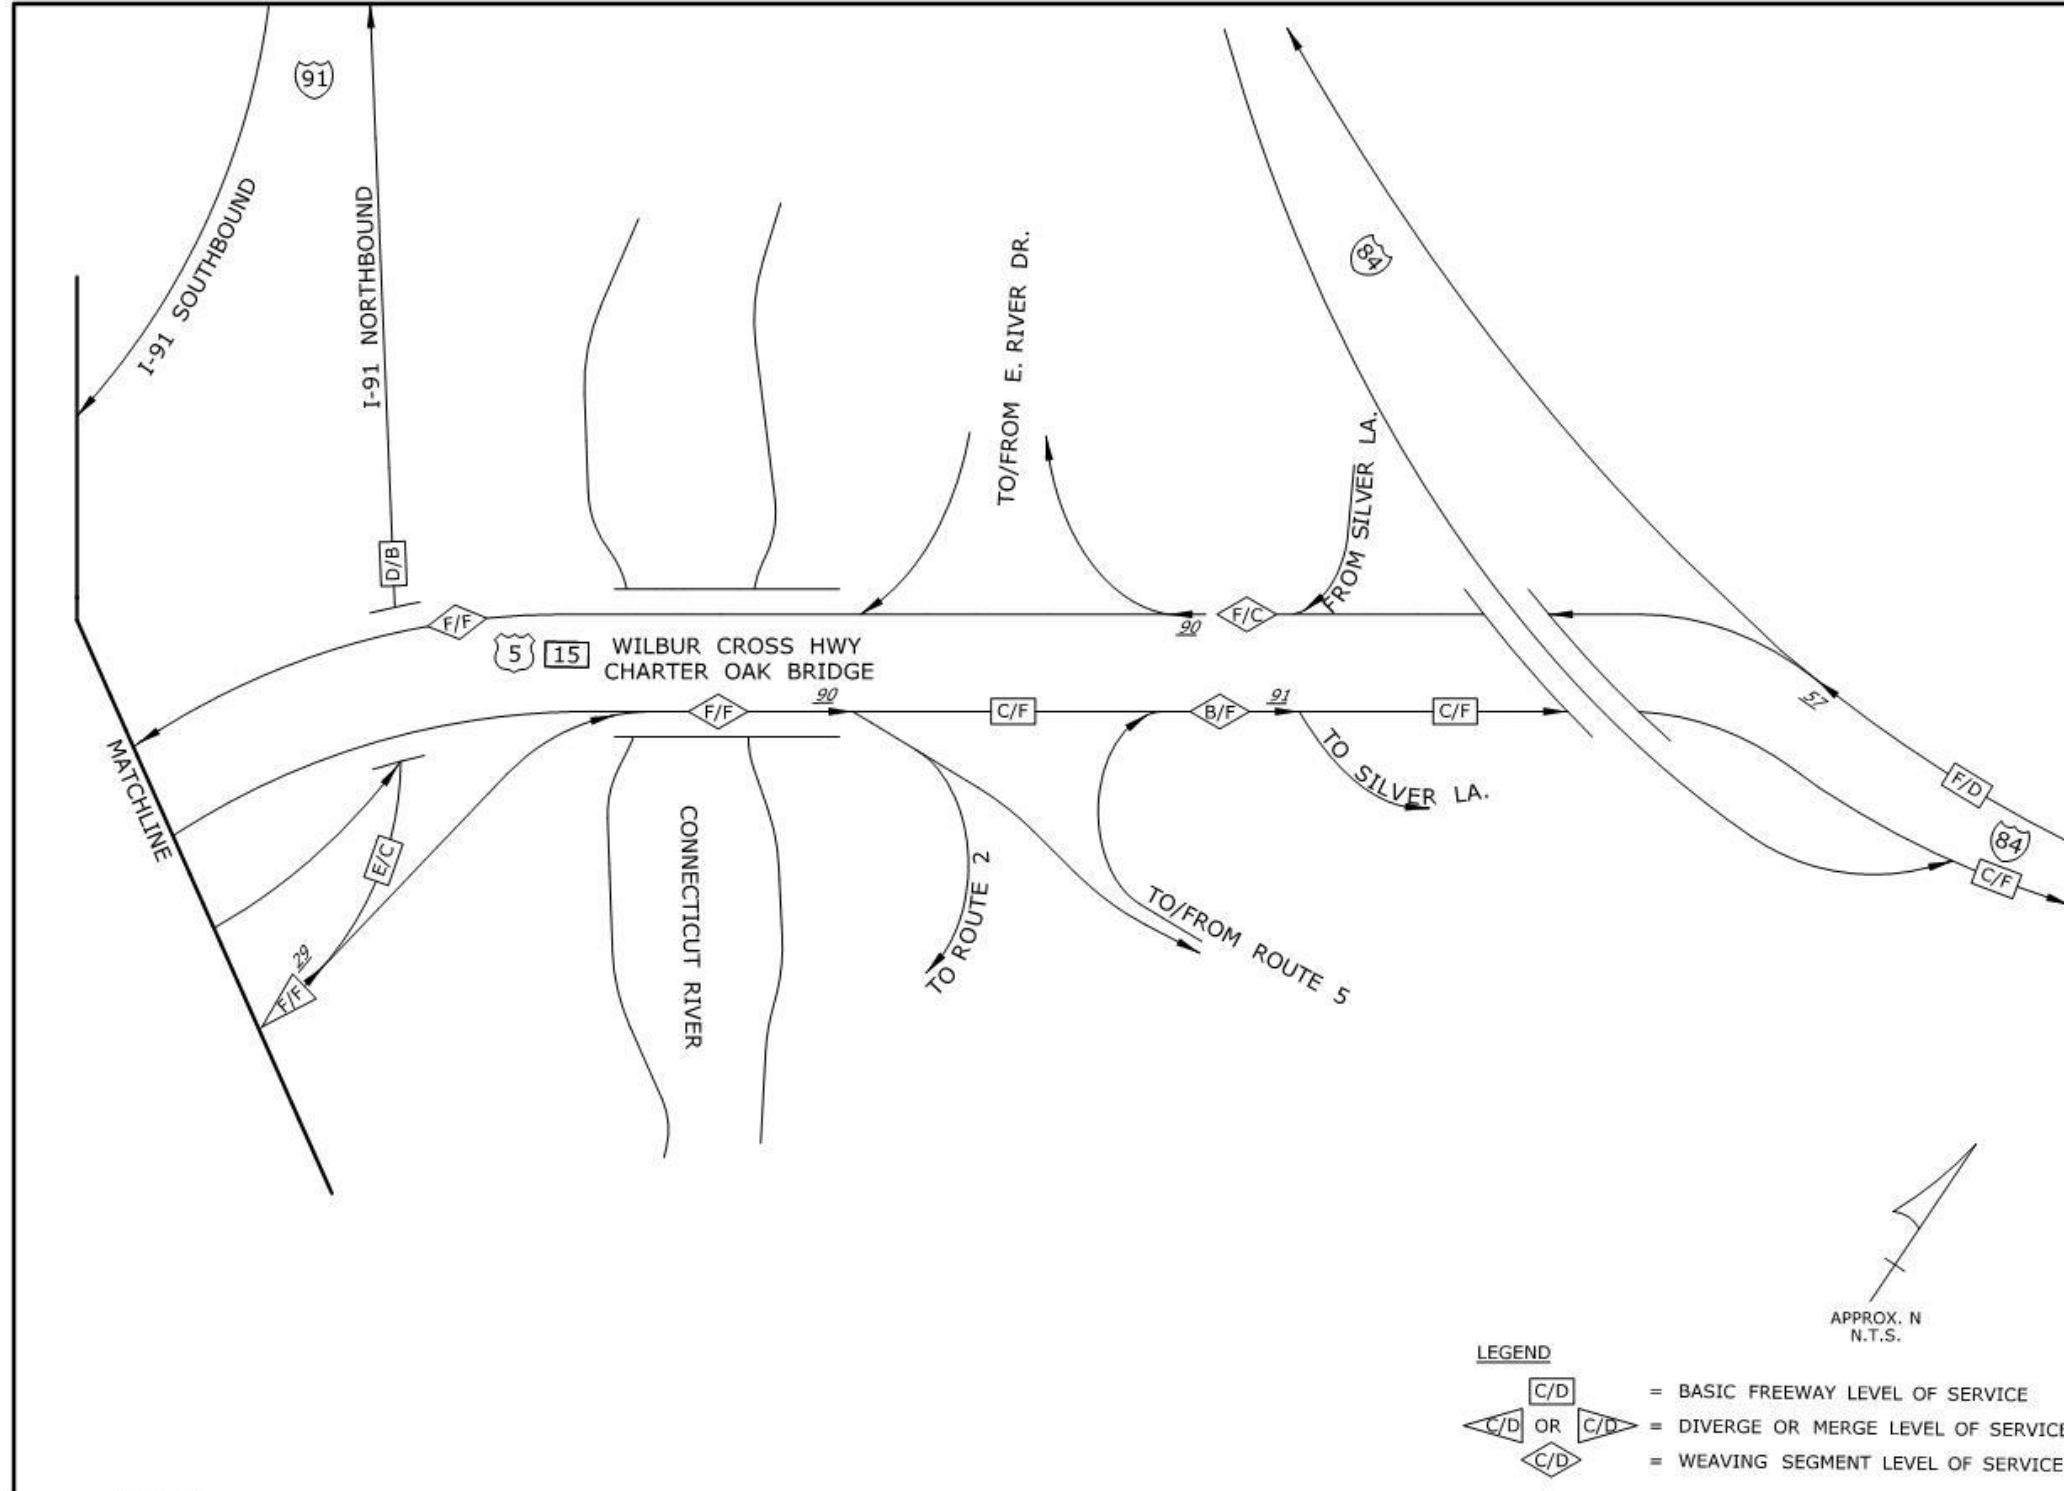 91
I-91 SOUTHBOUND
I-91 NORTHBOUND
TO/FROM E. RIVER DR.
84
FROM SILVER LA.
D/B
F/F
90
F/C
5 15 WILBUR CROSS HWY
CHARTER OAK BRIDGE
57
F/F
90
C/F
B/F
91
C/F
MATCHLINE
TO SILVER LA.
F/D
84
C/F
E/C
CONNECTICUT RIVER
TO ROUTE 2
TO/FROM ROUTE 5
29
F/F
APPROX. N
N.T.S.
LEGEND
C/D = BASIC FREEWAY LEVEL OF SERVICE
C/D OR C/D = DIVERGE OR MERGE LEVEL OF SERVICE
C/D = WEAVING SEGMENT LEVEL OF SERVICE